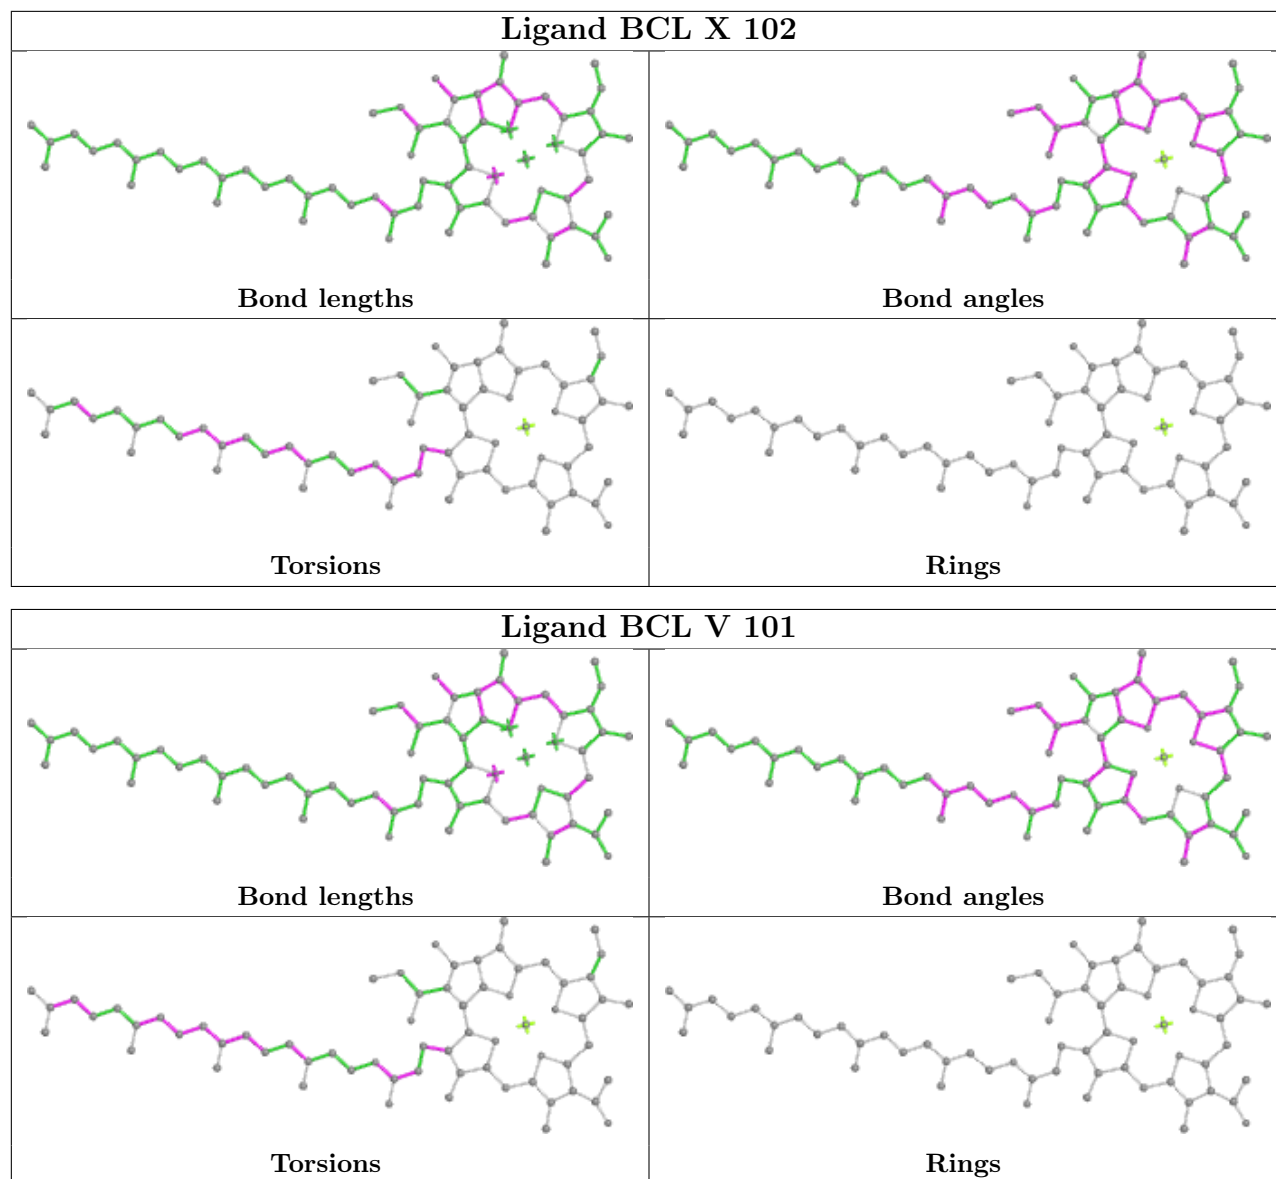 Ligand BCL X 102
Bond lengths
Bond angles
Torsions
Rings
Ligand BCL V 101
Bond lengths
Bond angles
Torsions
Rings